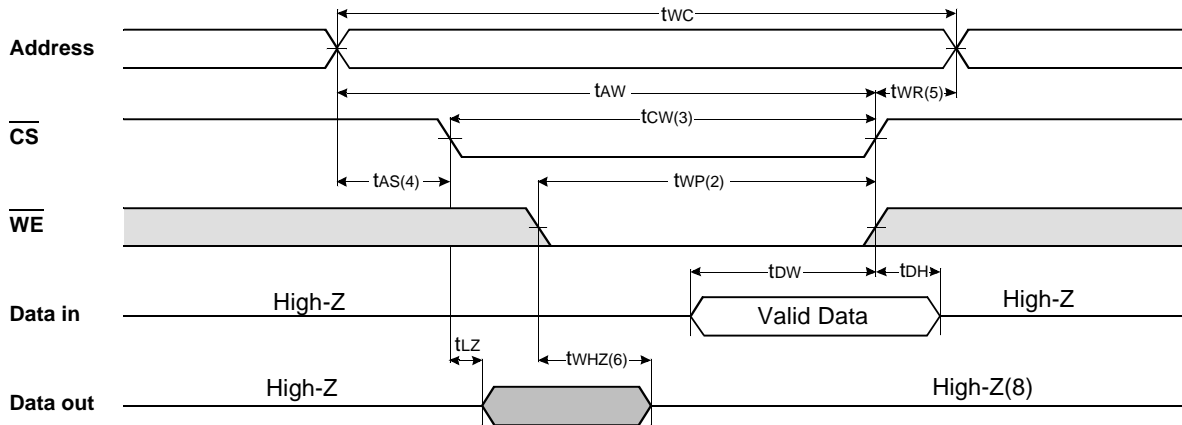 tWC
Address
tAW
tWR(5)
tCW(3)
CS
tAS(4)
tWP(2)
WE
tDW
tDH
High-Z
High-Z
Data in
Valid Data
tLZ
tWHZ(6)
High-Z
High-Z(8)
Data out